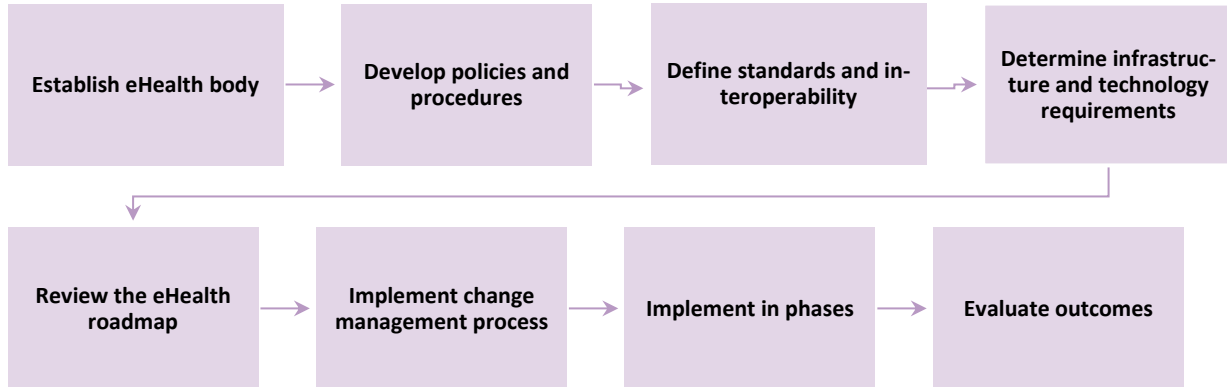 Establish eHealth body
Develop policies and
procedures
Define standards and in-
teroperability
Determine infrastruc-
ture and technology
requirements
Review the eHealth
roadmap
Implement change
management process
Implement in phases
Evaluate outcomes